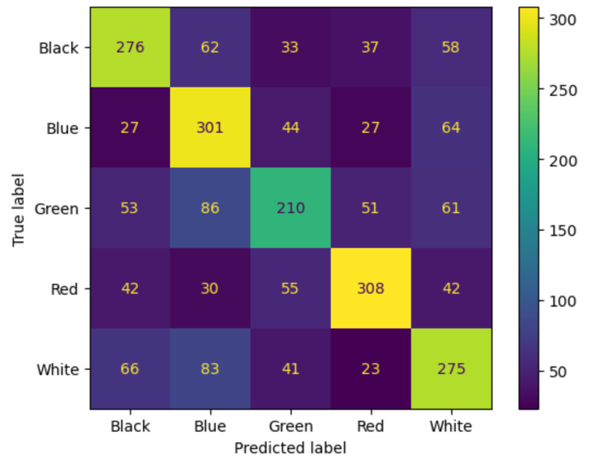 Black 276 62 33 37 58
Blue 27 301 44 27 64
Green 53 86 210 51 61
Red 42 30 55 308 42
White 66 83 41 23 275
Black Blue Green Red White
Predicted label
True label
300
250
200
150
100
50